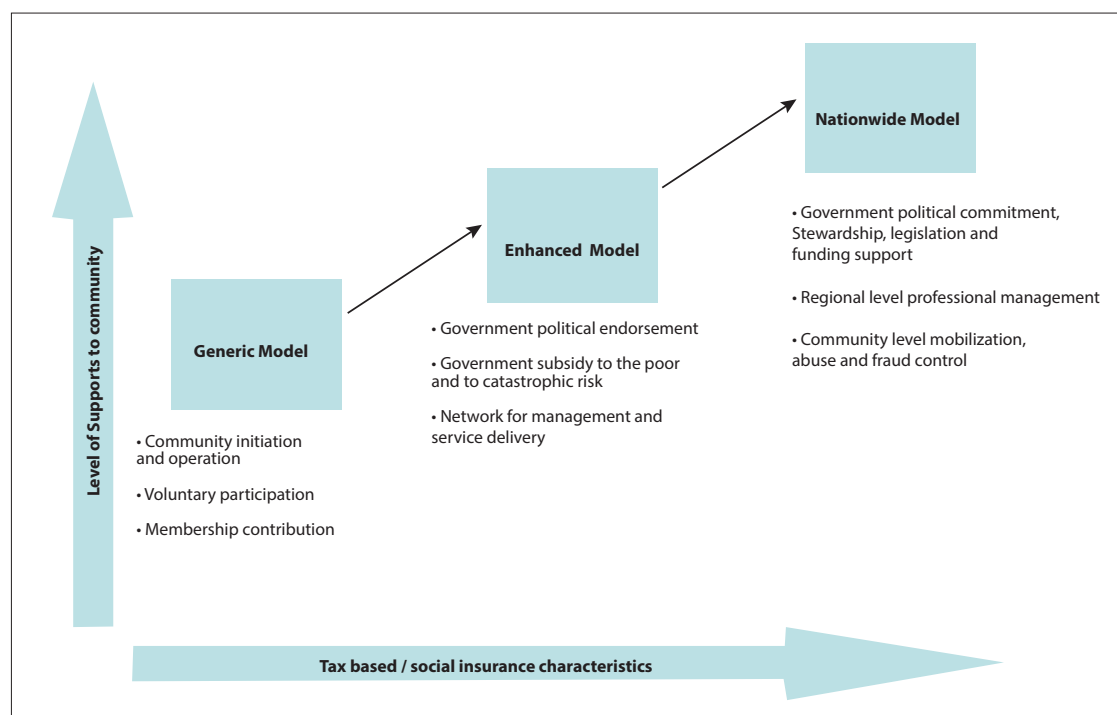 Level of Supports to community
Generic Model
• Community initiation
and operation
• Voluntary participation
• Membership contribution
Enhanced Model
• Government political endorsement
• Government subsidy to the poor
and to catastrophic risk
• Network for management and
service delivery
Nationwide Model
• Government political commitment,
Stewardship, legislation and
funding support
• Regional level professional management
• Community level mobilization,
abuse and fraud control
Tax based / social insurance characteristics